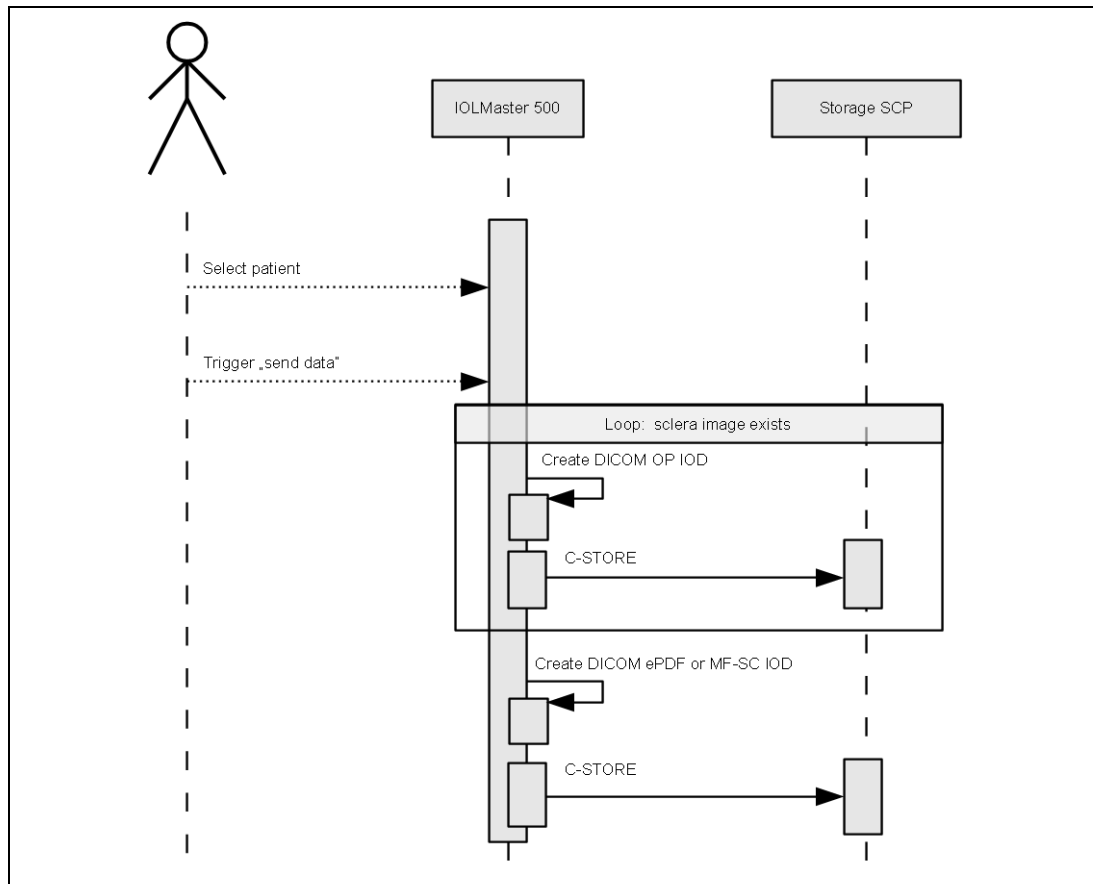 IOLMaster 500
Storage SCP
Select patient
Trigger „send data“
Loop: sclera image exists
Create DICOM OP IOD
C-STORE
Create DICOM ePDF or MF-SC IOD
C-STORE